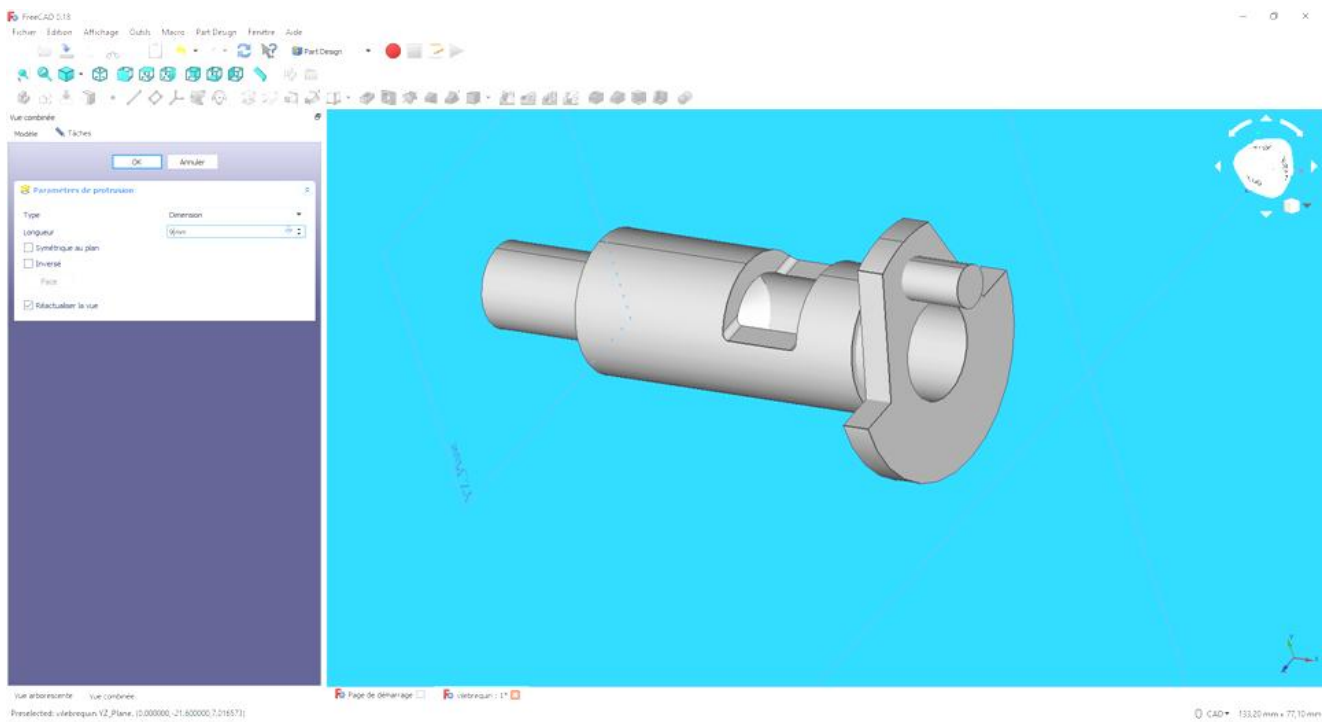 FreeCAD 0.18
Fichier Edition Affichage Outils Macro Part Design Fenêtre Aide
Part Design
Vue combinée
Modèle Tâches
OK Annuler
Paramètres de protrusion
Type Dimension
Longueur 9mm
Symétrique au plan
Inversé
Face
Réactualiser la vue
Vue arborescente Vue combinée
Page de démarrage vilebrequin : 1*
Preselected: vilebrequin.YZ_Plane. (0.000000,-21.600000,7.016573)
CAD 133,20 mm x 77,10 mm